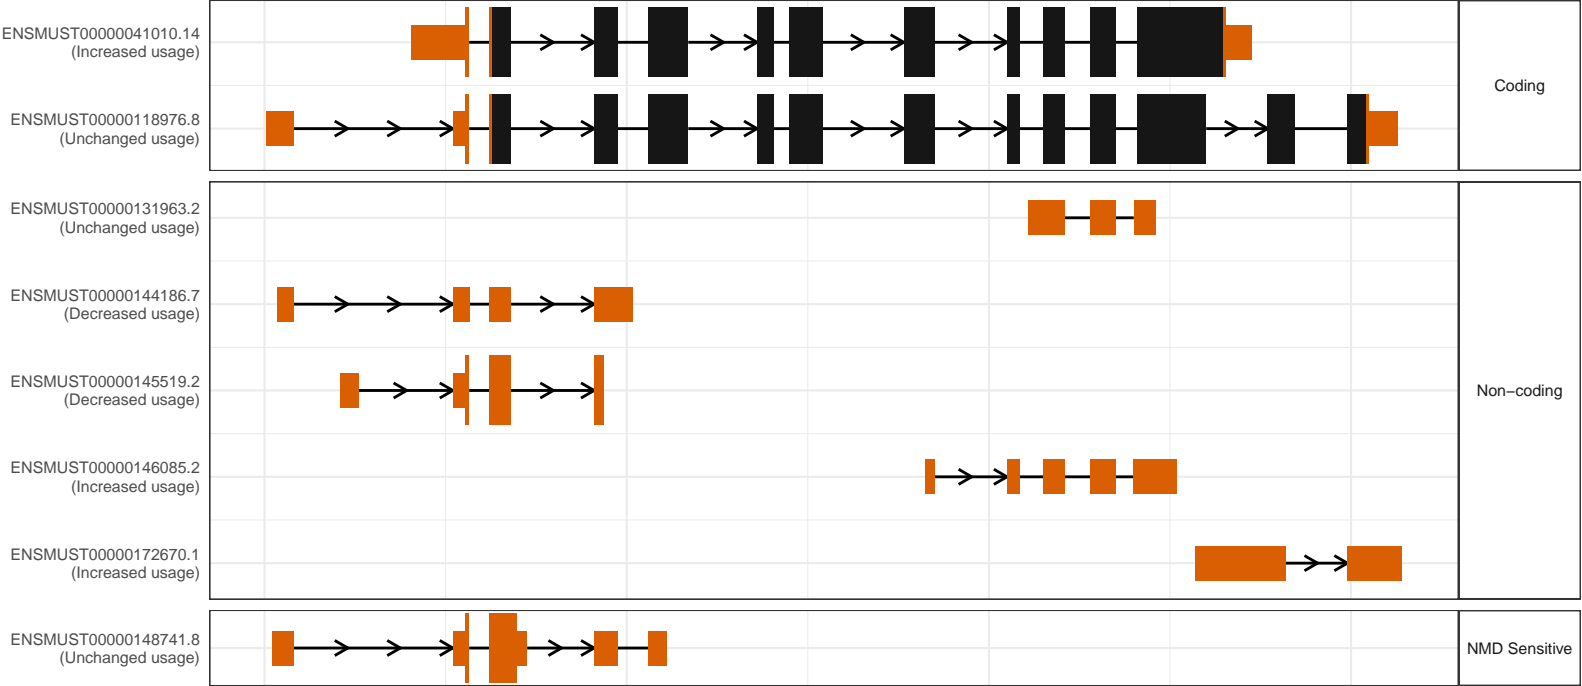 ENSMUST00000041010.14
(Increased usage)
ENSMUST00000118976.8
(Unchanged usage)
Coding
ENSMUST00000131963.2
(Unchanged usage)
ENSMUST00000144186.7
(Decreased usage)
ENSMUST00000145519.2
(Decreased usage)
Non−coding
ENSMUST00000146085.2
(Increased usage)
ENSMUST00000172670.1
(Increased usage)
ENSMUST00000148741.8
(Unchanged usage)
NMD Sensitive